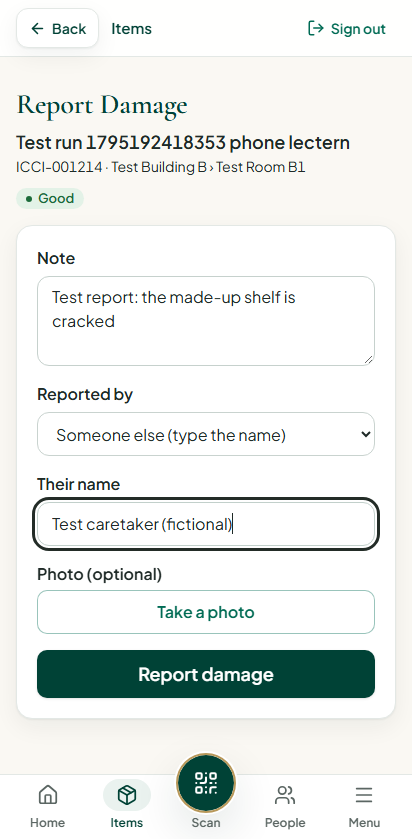 Back
Items
Sign out
Report Damage
Test run 1795192418353 phone lectern
ICCI-001214 · Test Building B › Test Room B1
Good
Note
Test report: the made-up shelf is
cracked
Reported by
Someone else (type the name)
Their name
Test caretaker (fictional)
Photo (optional)
Take a photo
Report damage
Home
Items
Scan
People
Menu